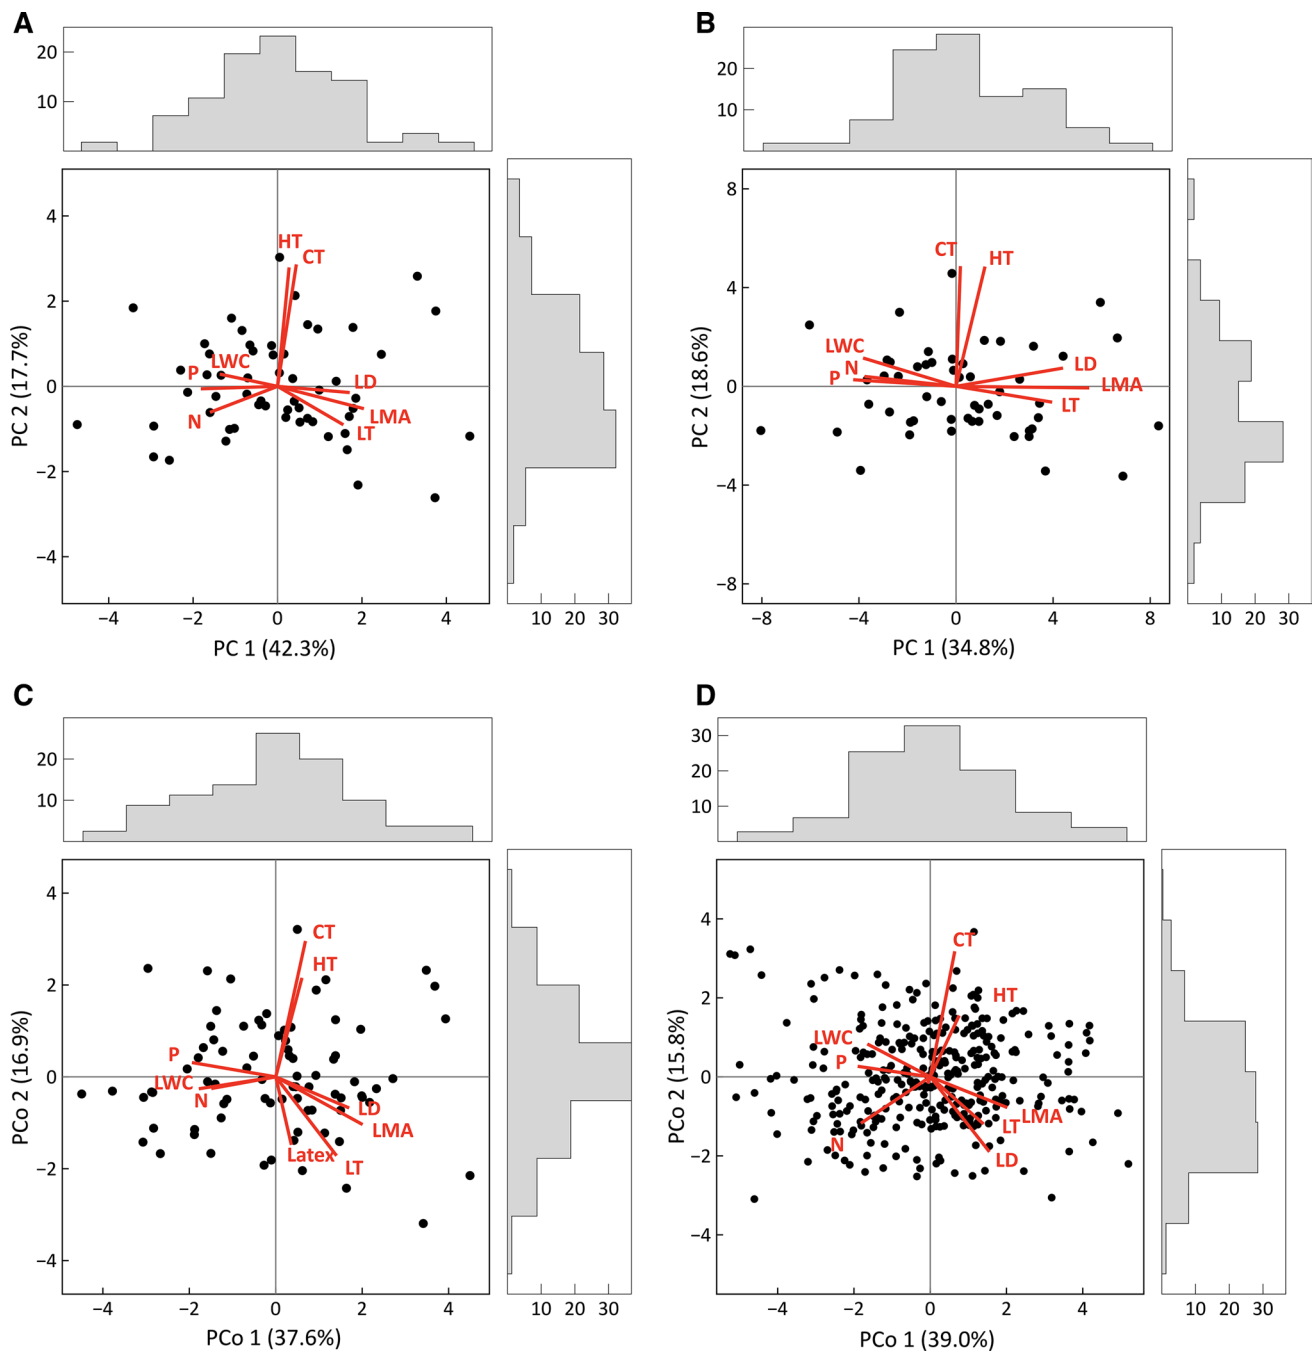 A
20
10
4
2
0
−2
−4
PC 2 (17.7%)
HT
CT
LWC
P
N
LD
LMA
LT
−4 −2 0 2 4
PC 1 (42.3%)
10 20 30
B
20
10
8
4
0
−4
−8
PC 2 (18.6%)
CT
HT
LWC
N
P
LD
LMA
LT
−8 −4 0 4 8
PC 1 (34.8%)
10 20 30
C
20
10
4
2
0
−2
−4
PCo 2 (16.9%)
CT
HT
P
LWC
N
LD
LMA
Latex
LT
−4 −2 0 2 4
PCo 1 (37.6%)
10 20 30
D
30
20
10
4
2
0
−2
−4
PCo 2 (15.8%)
CT
HT
LWC
P
N
LMA
LT
LD
−4 −2 0 2 4
PCo 1 (39.0%)
10 20 30